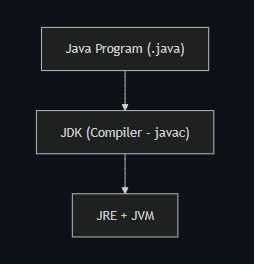 Java Program (.java)
JDK (Compiler - javac)
JRE + JVM